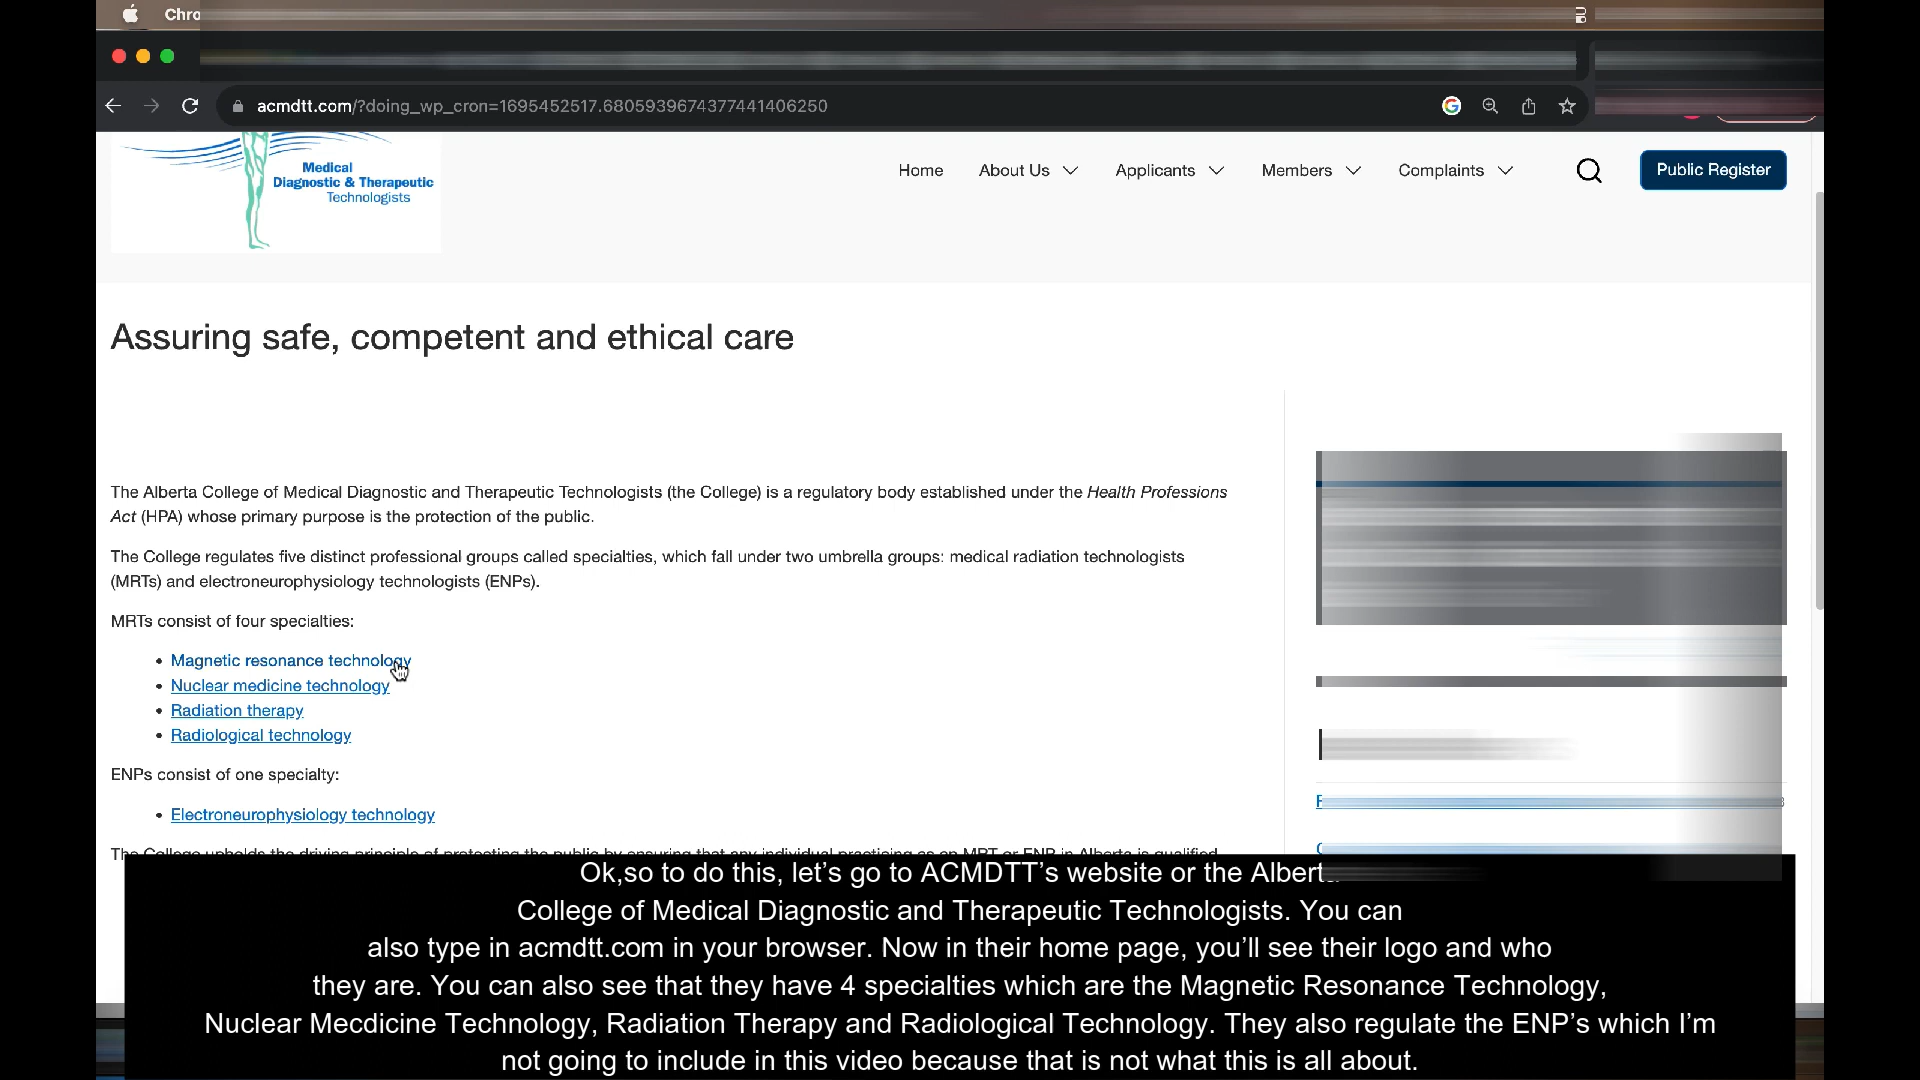 Chro
acmdtt.com/?doing_wp_cron=1695452517.6805939674377441406250
Medical
Diagnostic & Therapeutic
Technologists
Home About Us Applicants Members Complaints Public Register
Assuring safe, competent and ethical care
The Alberta College of Medical Diagnostic and Therapeutic Technologists (the College) is a regulatory body established under the Health Professions
Act (HPA) whose primary purpose is the protection of the public.
The College regulates five distinct professional groups called specialties, which fall under two umbrella groups: medical radiation technologists
(MRTs) and electroneurophysiology technologists (ENPs).
MRTs consist of four specialties:
• Magnetic resonance technology
• Nuclear medicine technology
• Radiation therapy
• Radiological technology
ENPs consist of one specialty:
• Electroneurophysiology technology
The College upholds the driving principle of protecting the public by ensuring that any individual practising as an MRT or ENP in Alberta is qualified
Ok,so to do this, let's go to ACMDTT's website or the Alberta
College of Medical Diagnostic and Therapeutic Technologists. You can
also type in acmdtt.com in your browser. Now in their home page, you'll see their logo and who
they are. You can also see that they have 4 specialties which are the Magnetic Resonance Technology,
Nuclear Mecdicine Technology, Radiation Therapy and Radiological Technology. They also regulate the ENP's which I'm
not going to include in this video because that is not what this is all about.